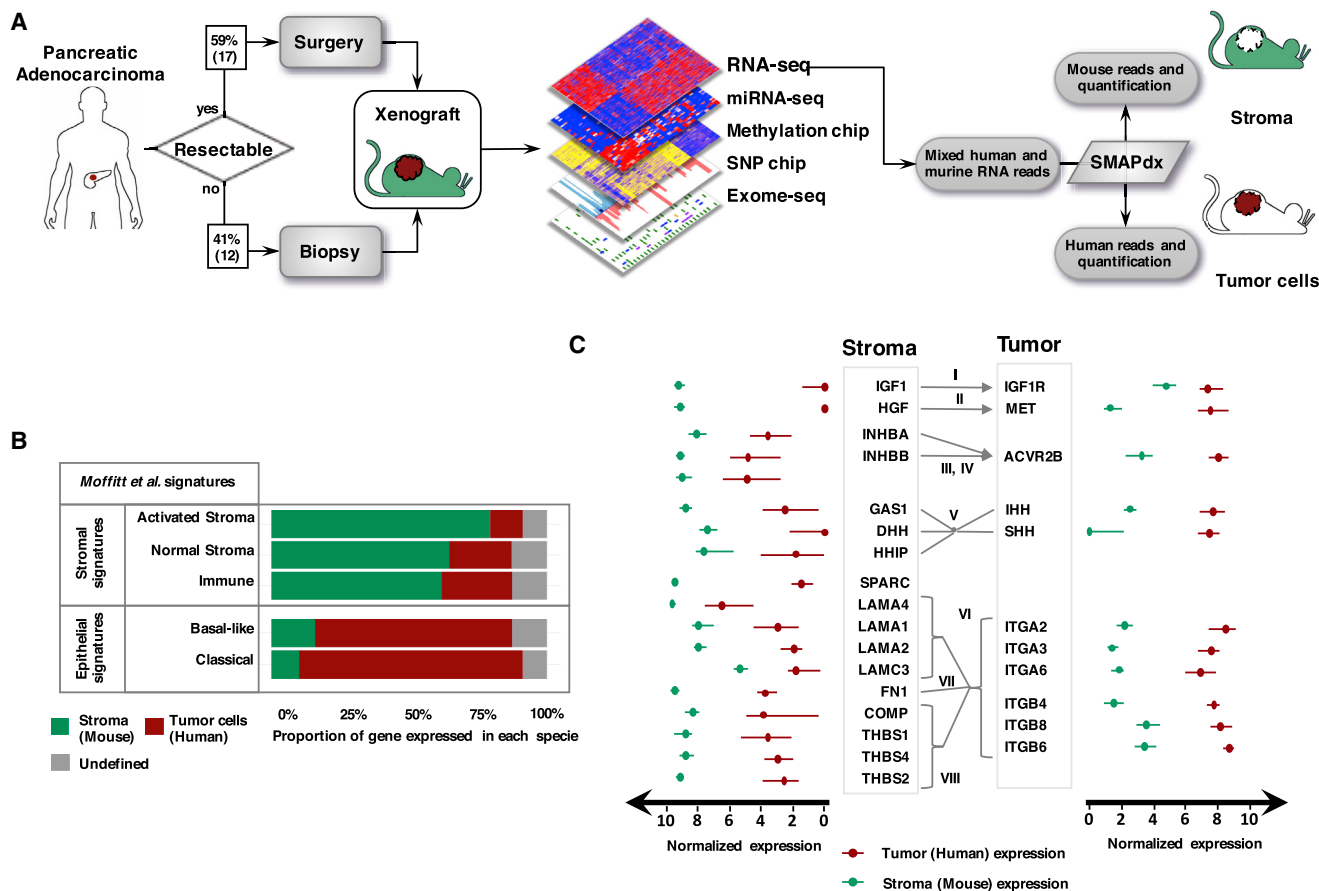 A
Pancreatic
Adenocarcinoma
59%
(17)
Surgery
yes
Resectable
no
41%
(12)
Biopsy
Xenograft
RNA-seq
miRNA-seq
Methylation chip
SNP chip
Exome-seq
Mixed human and
murine RNA reads
Mouse reads and
quantification
SMAPdx
Human reads and
quantification
Stroma
Tumor cells
B
Moffitt et al. signatures
Stromal
signatures
Activated Stroma
Normal Stroma
Immune
Epithelial
signatures
Basal-like
Classical
0% 25% 50% 75% 100%
Proportion of gene expressed in each specie
Stroma
(Mouse)
Tumor cells
(Human)
Undefined
C
Stroma
Tumor
IGF1
I
IGF1R
HGF
II
MET
INHBA
INHBB
ACVR2B
III, IV
GAS1
V
IHH
DHH
SHH
HHIP
SPARC
LAMA4
VI
LAMA1
ITGA2
LAMA2
ITGA3
LAMC3
ITGA6
VII
FN1
ITGB4
COMP
ITGB8
THBS1
ITGB6
THBS4
THBS2
VIII
10 8 6 4 2 0
Normalized expression
0 2 4 6 8 10
Normalized expression
Tumor (Human) expression
Stroma (Mouse) expression